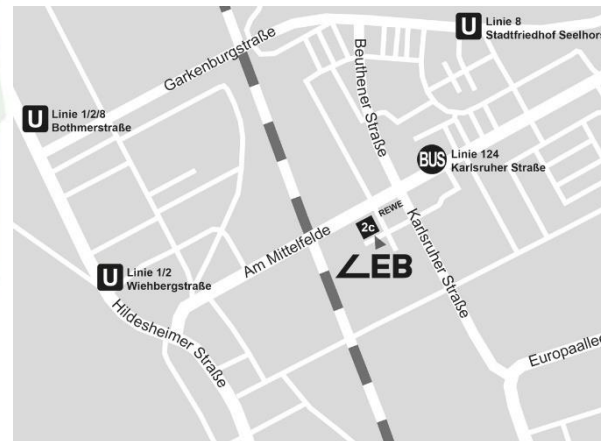 U
Linie 8
Stadtfriedhof Seelhors
Garkenburgstraße
Beuthener Straße
U
Linie 1/2/8
Bothmerstraße
BUS
Linie 124
Karlsruher Straße
REWE
2c
Am Mittelfelde
Karlsruher Straße
EB
U
Linie 1/2
Wiehbergstraße
Hildesheimer Straße
Europaallee